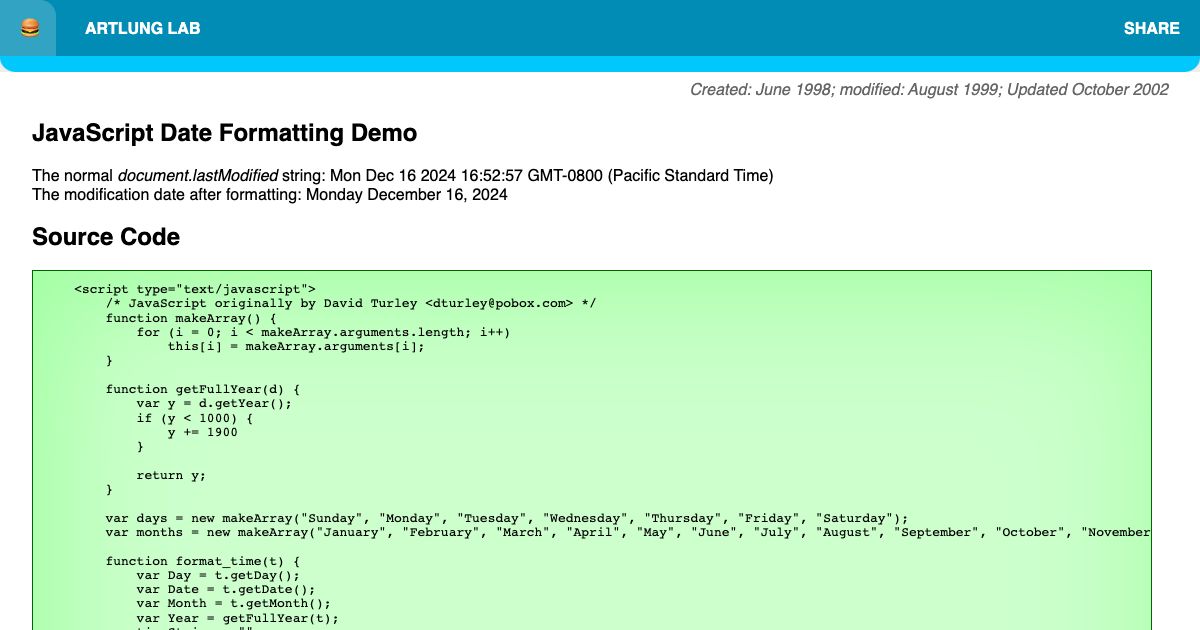 ARTLUNG LAB
SHARE
Created: June 1998; modified: August 1999; Updated October 2002
JavaScript Date Formatting Demo
The normal document.lastModified string: Mon Dec 16 2024 16:52:57 GMT-0800 (Pacific Standard Time)
The modification date after formatting: Monday December 16, 2024
Source Code
<script type="text/javascript">
    /* JavaScript originally by David Turley <dturley@pobox.com> */
    function makeArray() {
        for (i = 0; i < makeArray.arguments.length; i++)
            this[i] = makeArray.arguments[i];
    }

    function getFullYear(d) {
        var y = d.getYear();
        if (y < 1000) {
            y += 1900
        }

        return y;
    }

    var days = new makeArray("Sunday", "Monday", "Tuesday", "Wednesday", "Thursday", "Friday", "Saturday");
    var months = new makeArray("January", "February", "March", "April", "May", "June", "July", "August", "September", "October", "November

    function format_time(t) {
        var Day = t.getDay();
        var Date = t.getDate();
        var Month = t.getMonth();
        var Year = getFullYear(t);